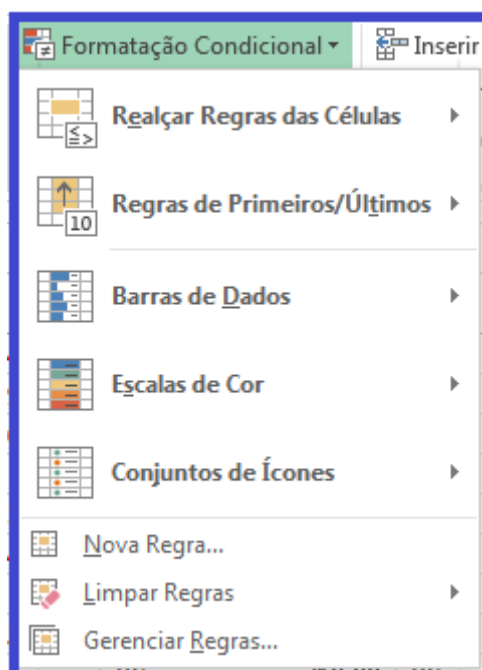 Formatação Condicional Inserir
Realçar Regras das Células
10
Regras de Primeiros/Últimos
Barras de Dados
Escalas de Cor
Conjuntos de Ícones
Nova Regra...
Limpar Regras
Gerenciar Regras...